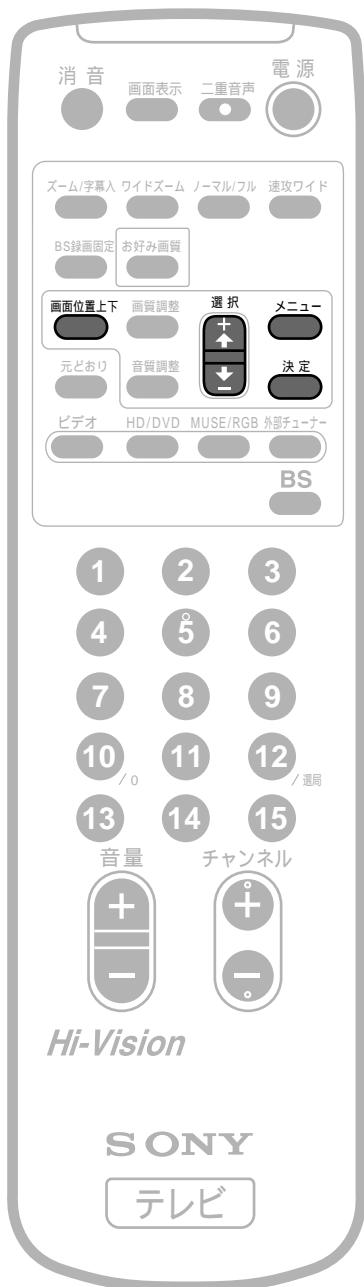 消音 画面表示 二重音声 電源
ズーム/字幕入 ワイドズーム ノーマル/フル 速攻ワイド
BS録画固定 お好み画質
画面位置上下 画質調整 選択 メニュー
+
元どおり 音質調整 − 決定
ビデオ HD/DVD MUSE/RGB 外部チューナー
BS
1 2 3
4 5 6
7 8 9
10/0 11 12/選局
13 14 15
音量 チャンネル
+ +
− −
Hi-Vision
SONY
テレビ